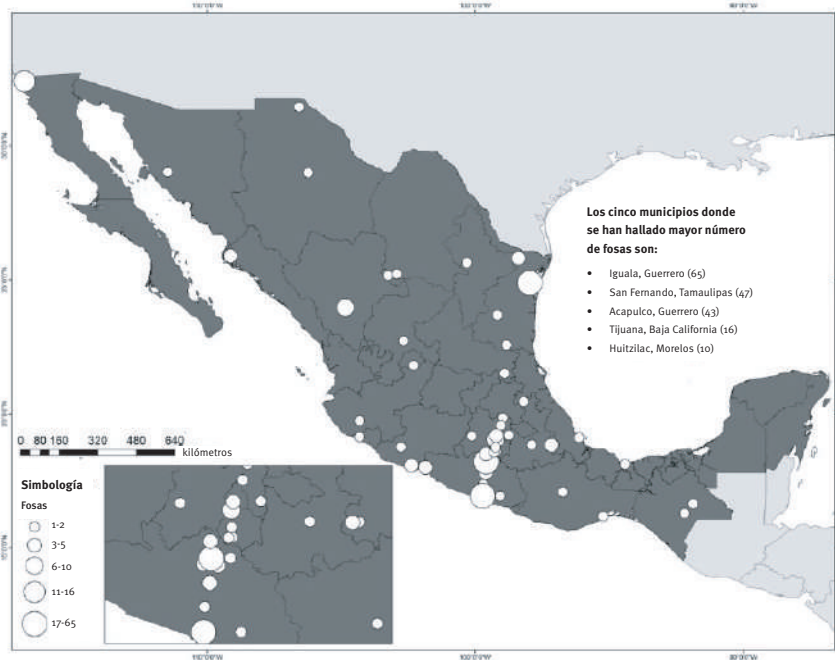 Los cinco municipios donde
se han hallado mayor número
de fosas son:
• Iguala, Guerrero (65)
• San Fernando, Tamaulipas (47)
• Acapulco, Guerrero (43)
• Tijuana, Baja California (16)
• Huitzilac, Morelos (10)
0 80 160 320 480 640
kilómetros
Simbología
Fosas
1-2
3-5
6-10
11-16
17-65